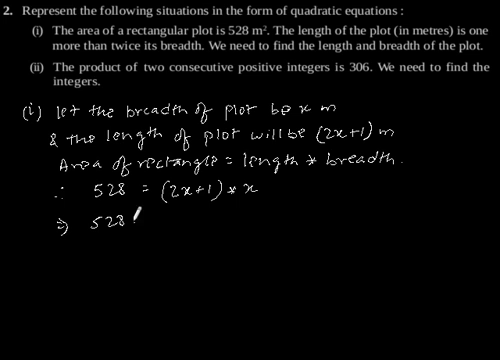 2. Represent the following situations in the form of quadratic equations :
(i) The area of a rectangular plot is 528 m². The length of the plot (in metres) is one
more than twice its breadth. We need to find the length and breadth of the plot.
(ii) The product of two consecutive positive integers is 306. We need to find the
integers.
(i) let the breadth of plot be x m
& the length of plot will be (2x+1) m
Area of rectangle = length * breadth.
∴ 528 = (2x+1) * x
⇒ 528